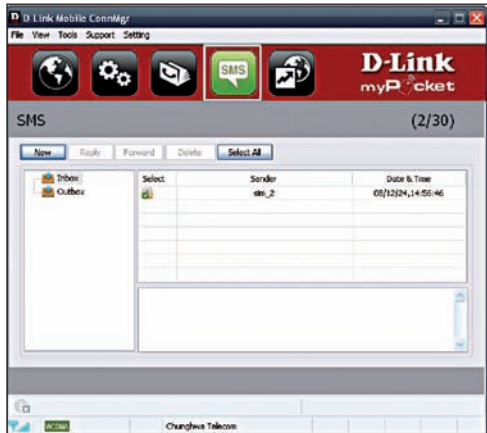 D-Link Mobile ConnMgr
File View Tools Support Setting
SMS
D-Link
myPocket
SMS (2/30)
New Reply Forward Delete Select All
Inbox
Outbox
Select Sender Date & Time
sim_2 08/12/24,14:56:46
WCDMA Chunghwa Telecom